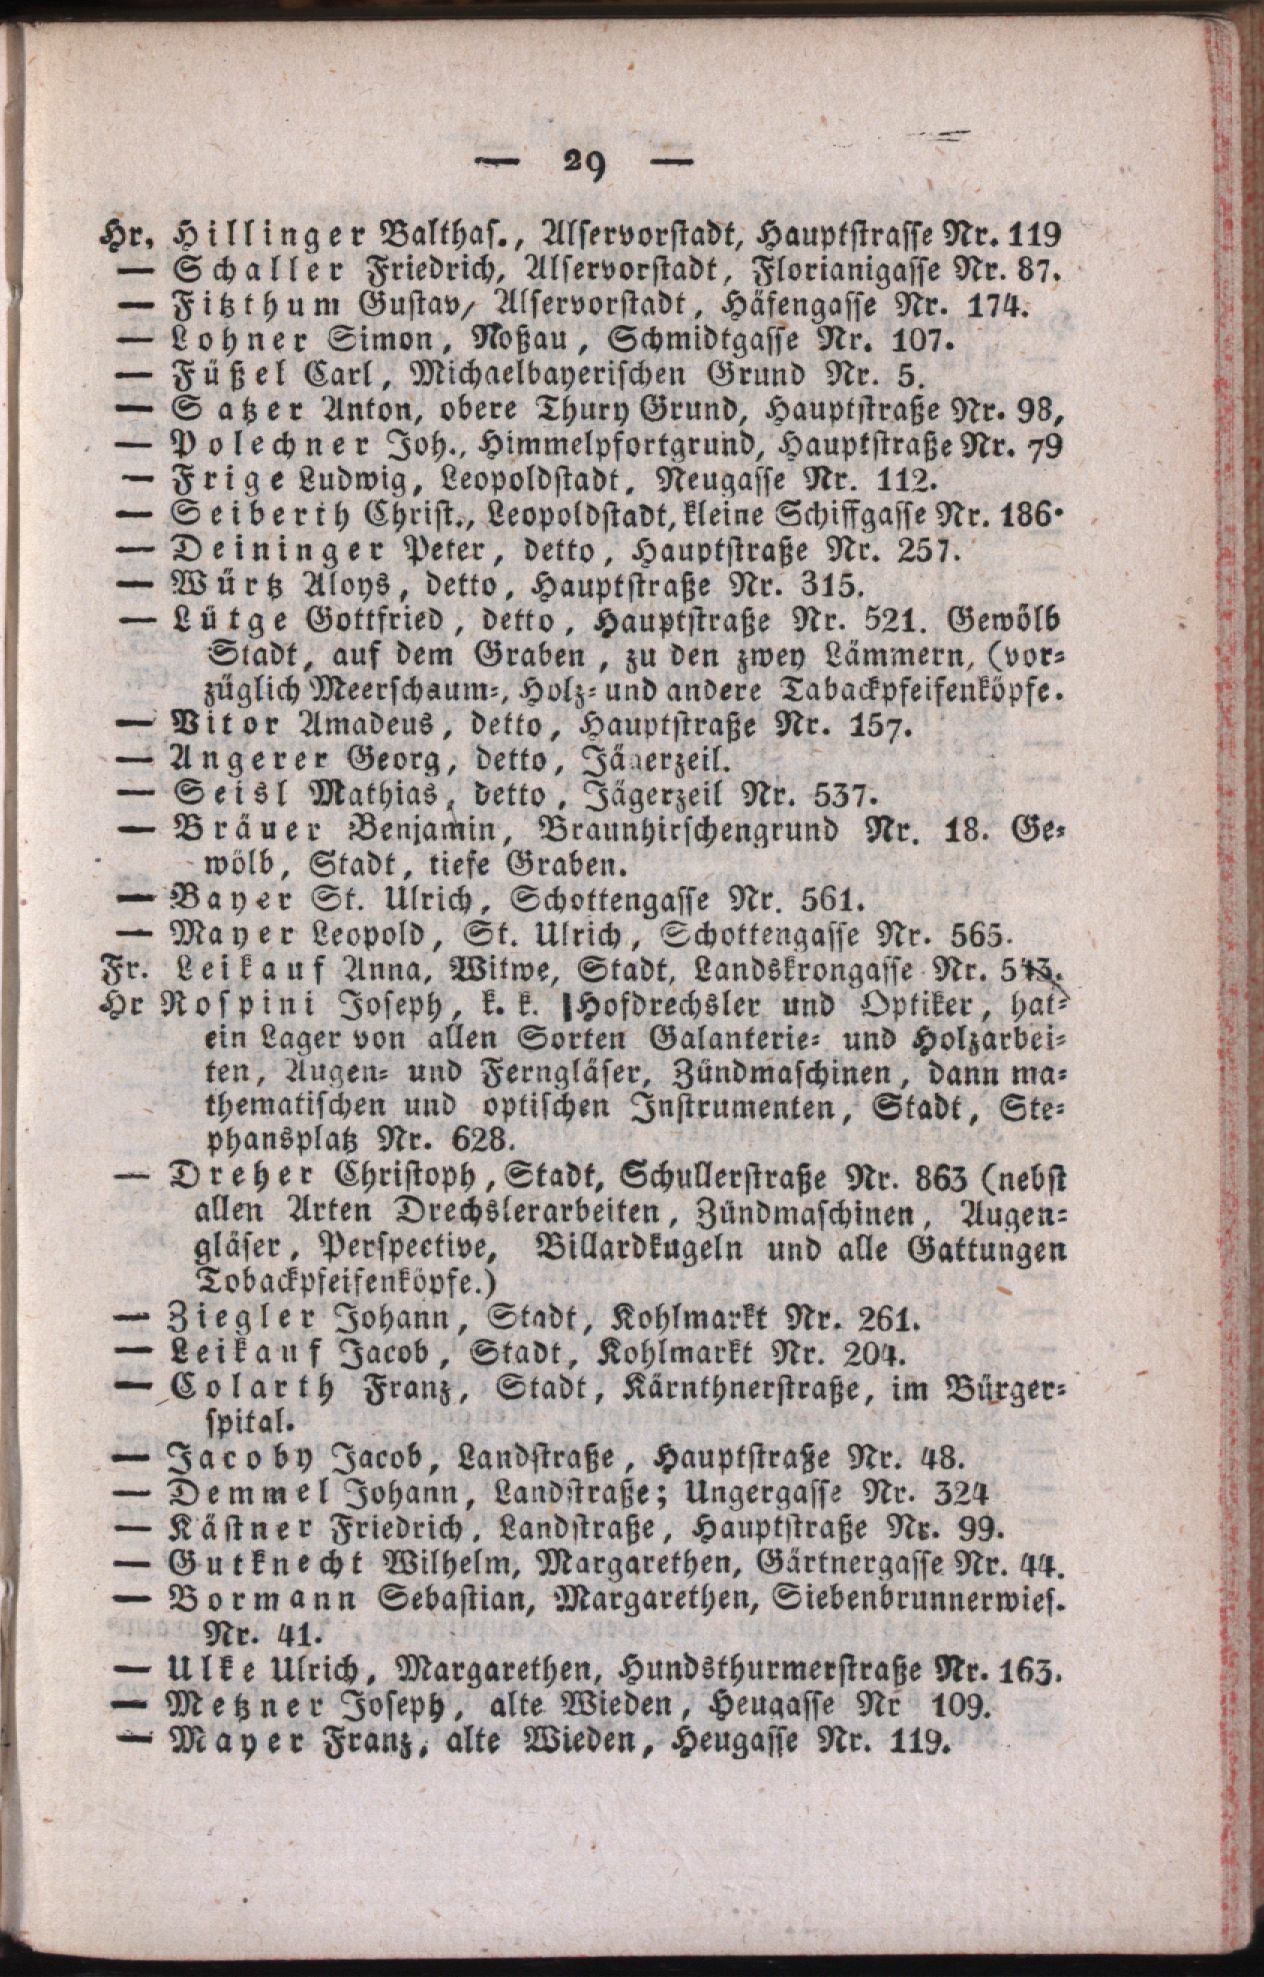 — 29 —
Hr. Hillinger Balthas., Alservorstadt, Hauptstrasse Nr. 119
— Schaller Friedrich, Alservorstadt, Florianigasse Nr. 87.
— Fitzthum Gustav, Alservorstadt, Häfengasse Nr. 174.
— Lohner Simon, Roßau, Schmidtgasse Nr. 107.
— Füßel Carl, Michaelbayerischen Grund Nr. 5.
— Satzer Anton, obere Thury Grund, Hauptstraße Nr. 98,
— Polechner Joh., Himmelpfortgrund, Hauptstraße Nr. 79
— Frige Ludwig, Leopoldstadt, Neugasse Nr. 112.
— Seiberth Christ., Leopoldstadt, kleine Schiffgasse Nr. 186.
— Deininger Peter, detto, Hauptstraße Nr. 257.
— Würtz Aloys, detto, Hauptstraße Nr. 315.
— Lütge Gottfried, detto, Hauptstraße Nr. 521. Gewölb
Stadt, auf dem Graben, zu den zwey Lämmern, (vor-
züglich Meerschaum-, Holz- und andere Tabackpfeifenköpfe.
— Vitor Amadeus, detto, Hauptstraße Nr. 157.
— Angerer Georg, detto, Jägerzeil.
— Seisl Mathias, detto, Jägerzeil Nr. 537.
— Bräuer Benjamin, Braunhirschengrund Nr. 18. Ge-
wölb, Stadt, tiefe Graben.
— Bayer St. Ulrich, Schottengasse Nr. 561.
— Mayer Leopold, St. Ulrich, Schottengasse Nr. 565.
Fr. Leikauf Anna, Witwe, Stadt, Landskrongasse Nr. 543.
Hr Rospini Joseph, k. k. Hofdrechsler und Optiker, hat-
ein Lager von allen Sorten Galanterie- und Holzarbei-
ten, Augen- und Ferngläser, Zündmaschinen, dann ma-
thematischen und optischen Instrumenten, Stadt, Ste-
phansplatz Nr. 628.
— Dreher Christoph, Stadt, Schullerstraße Nr. 863 (nebst
allen Arten Drechslerarbeiten, Zündmaschinen, Augen-
gläser, Perspective, Billardkugeln und alle Gattungen
Tobackpfeifenköpfe.)
— Ziegler Johann, Stadt, Kohlmarkt Nr. 261.
— Leikauf Jacob, Stadt, Kohlmarkt Nr. 204.
— Colarth Franz, Stadt, Kärnthnerstraße, im Bürger-
spital.
— Jacoby Jacob, Landstraße, Hauptstraße Nr. 48.
— Demmel Johann, Landstraße; Ungergasse Nr. 324
— Kästner Friedrich, Landstraße, Hauptstraße Nr. 99.
— Gutknecht Wilhelm, Margarethen, Gärtnergasse Nr. 44.
— Bormann Sebastian, Margarethen, Siebenbrunnerwies.
Nr. 41.
— Ulke Ulrich, Margarethen, Hundsthurmerstraße Nr. 163.
— Metzner Joseph, alte Wieden, Heugasse Nr 109.
— Mayer Franz, alte Wieden, Heugasse Nr. 119.